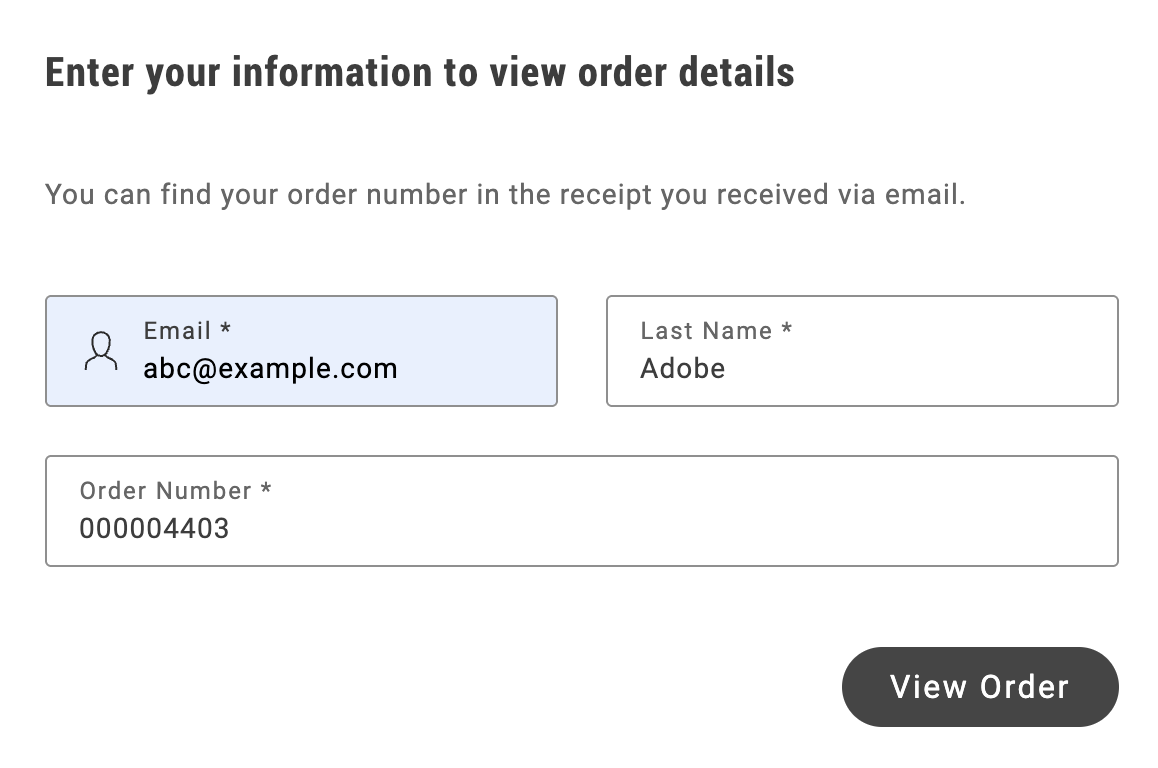 Enter your information to view order details
You can find your order number in the receipt you received via email.
Email *
abc@example.com
Last Name *
Adobe
Order Number *
000004403
View Order